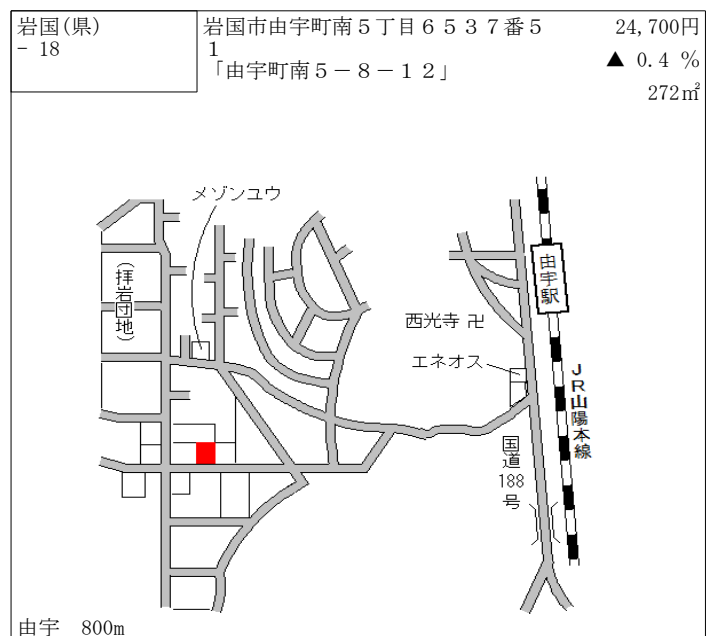 岩国(県)
- 18
岩国市由宇町南５丁目６５３７番５
１
「由宇町南５－８－１２」
24,700円
▲ 0.4 %
272㎡
メゾンユウ
(拝岩団地)
由宇駅
西光寺 卍
エネオス
ＪＲ山陽本線
国道188号
由宇　800m